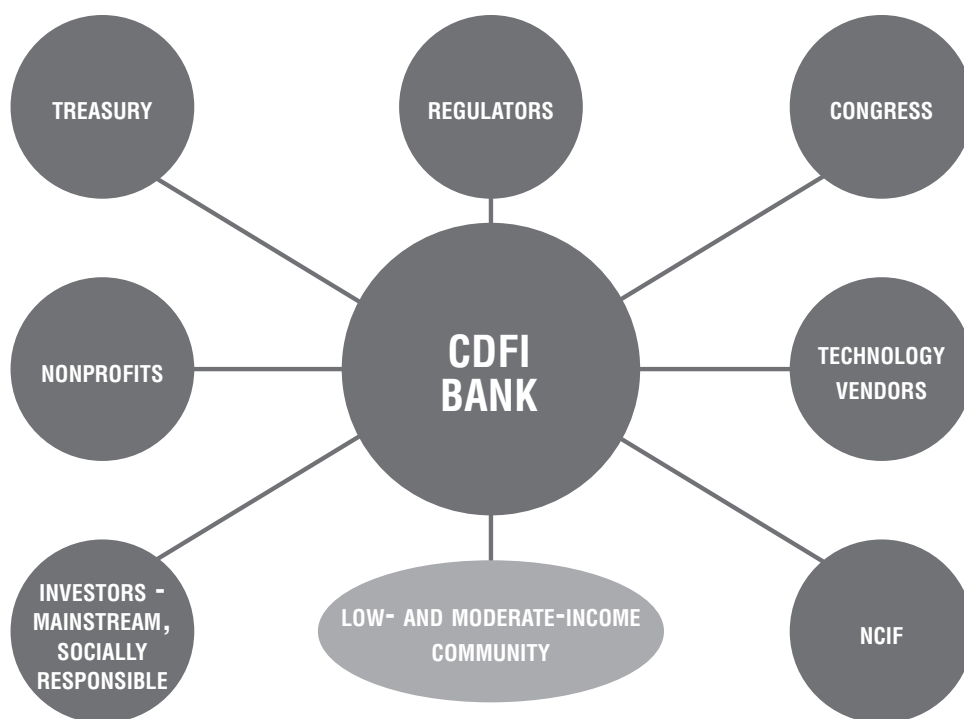 TREASURY
REGULATORS
CONGRESS
CDFI
BANK
NONPROFITS
TECHNOLOGY
VENDORS
INVESTORS -
MAINSTREAM,
SOCIALLY
RESPONSIBLE
LOW- AND MODERATE-INCOME
COMMUNITY
NCIF